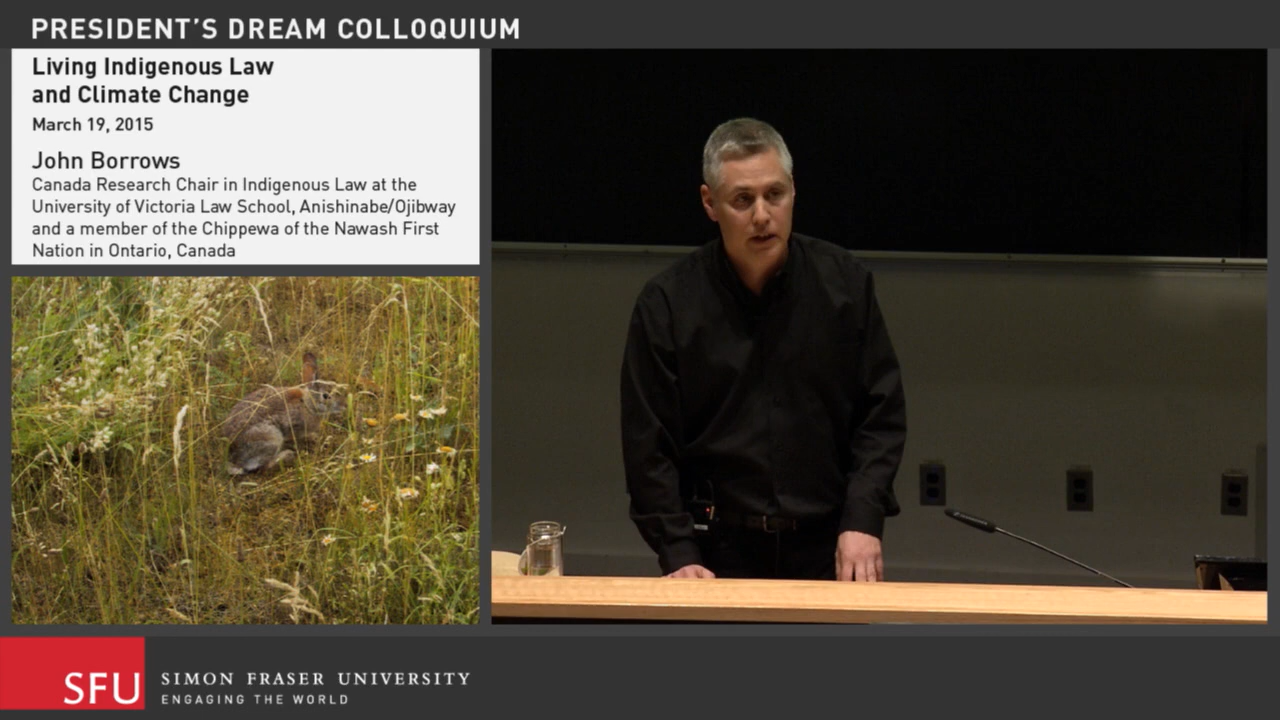 PRESIDENT'S DREAM COLLOQUIUM
Living Indigenous Law
and Climate Change
March 19, 2015
John Borrows
Canada Research Chair in Indigenous Law at the
University of Victoria Law School, Anishinabe/Ojibway
and a member of the Chippewa of the Nawash First
Nation in Ontario, Canada
SFU
SIMON FRASER UNIVERSITY
ENGAGING THE WORLD